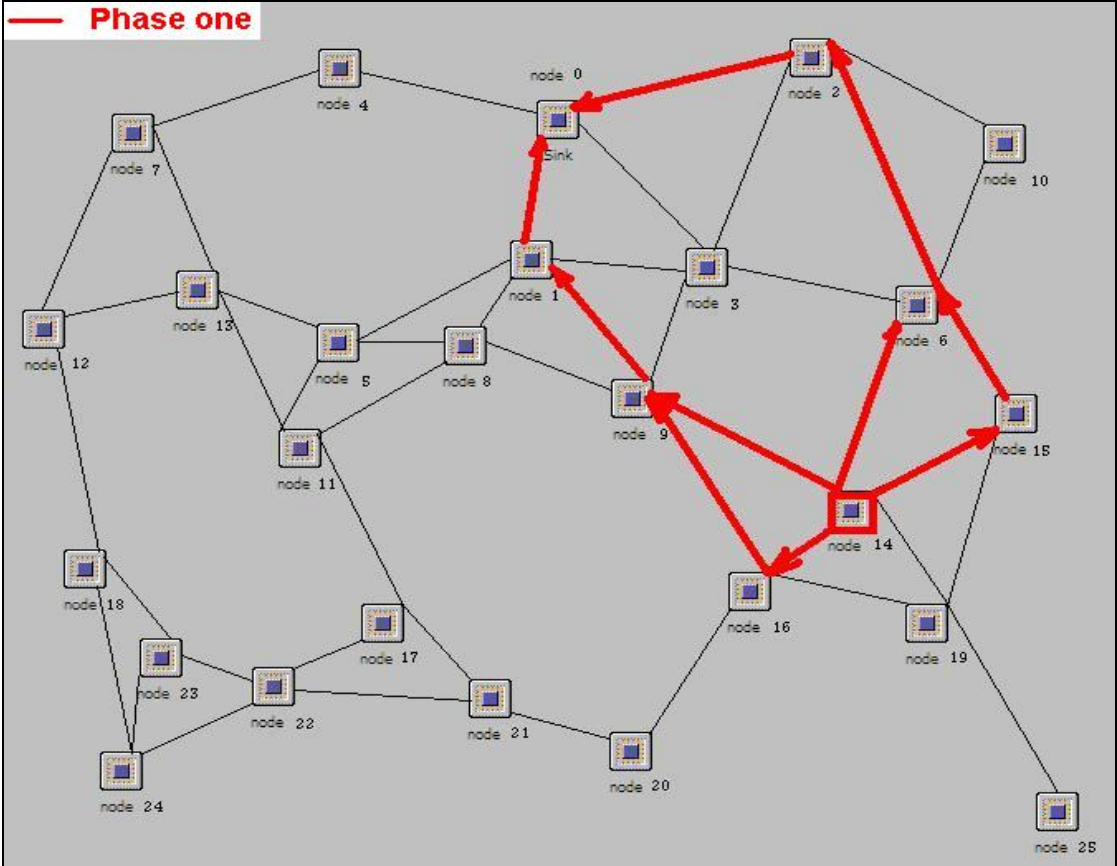 Phase one
node 0
node 4
node 2
Sink
node 7
node 10
node 1
node 3
node 13
node 6
node 12
node 5
node 8
node 9
node 15
node 11
node 14
node 18
node 16
node 17
node 19
node 23
node 22
node 21
node 20
node 24
node 25